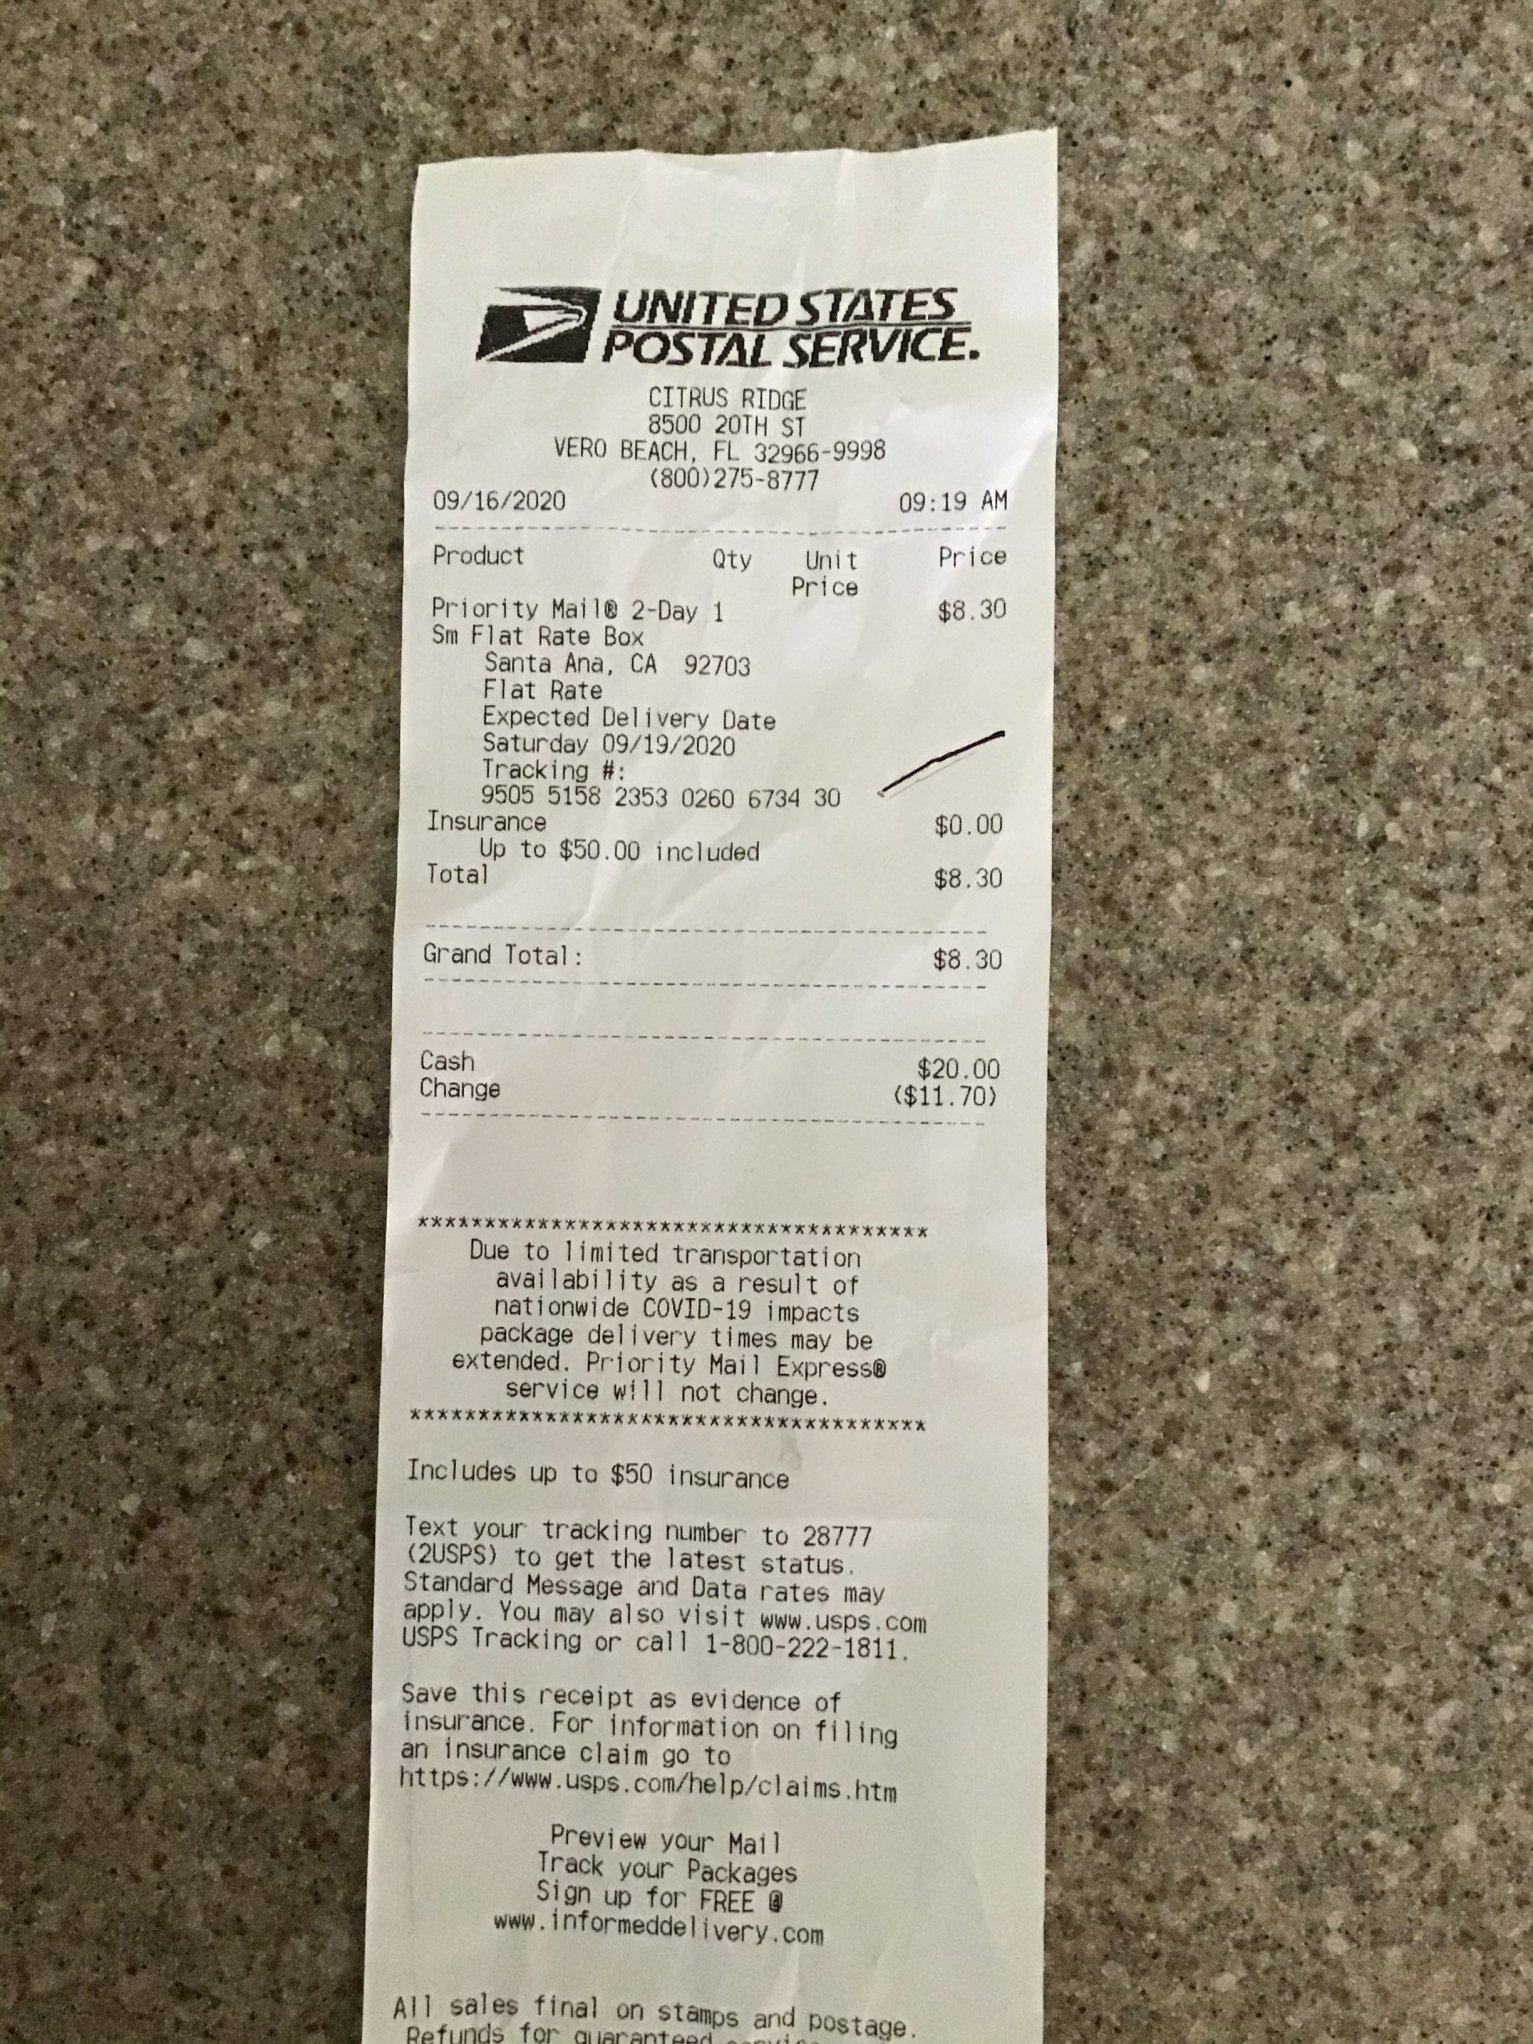 UNITED STATES
POSTAL SERVICE.
CITRUS RIDGE
8500 20TH ST
VERO BEACH, FL 32966-9998
(800)275-8777
09/16/2020 09:19 AM
Product Qty Unit Price
Price
Priority Mail® 2-Day 1 $8.30
Sm Flat Rate Box
Santa Ana, CA 92703
Flat Rate
Expected Delivery Date
Saturday 09/19/2020
Tracking #:
9505 5158 2353 0260 6734 30
Insurance $0.00
Up to $50.00 included
Total $8.30
Grand Total: $8.30
Cash $20.00
Change ($11.70)
Due to limited transportation
availability as a result of
nationwide COVID-19 impacts
package delivery times may be
extended. Priority Mail Express®
service will not change.
Includes up to $50 insurance
Text your tracking number to 28777
(2USPS) to get the latest status.
Standard Message and Data rates may
apply. You may also visit www.usps.com
USPS Tracking or call 1-800-222-1811.
Save this receipt as evidence of
insurance. For information on filing
an insurance claim go to
https://www.usps.com/help/claims.htm
Preview your Mail
Track your Packages
Sign up for FREE @
www.informeddelivery.com
All sales final on stamps and postage.
Refunds for guaranteed